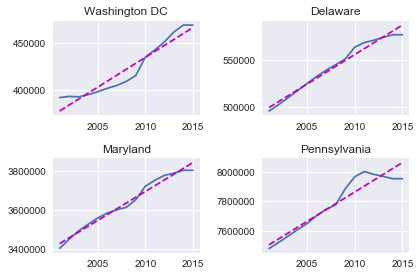 Washington DC
450000
400000
2005 2010 2015
Delaware
550000
500000
2005 2010 2015
Maryland
3800000
3600000
3400000
2005 2010 2015
Pennsylvania
8000000
7800000
7600000
2005 2010 2015